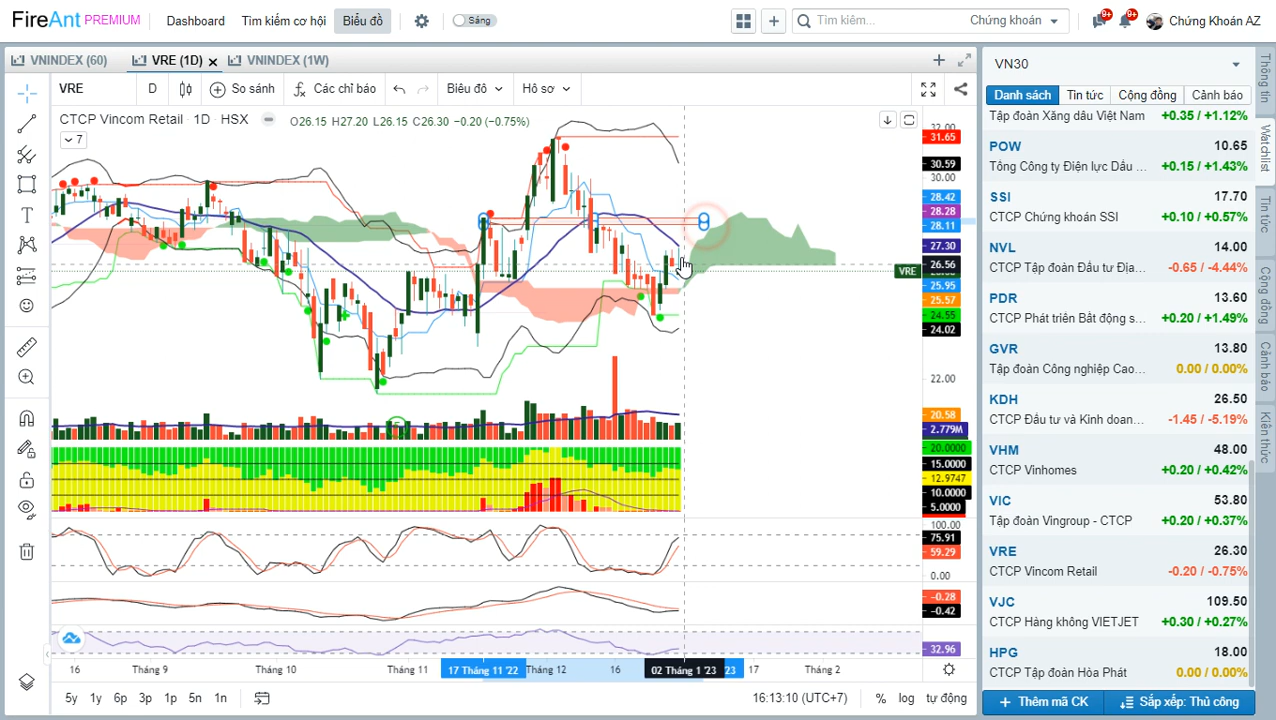 FireAnt PREMIUM Dashboard Tìm kiếm cơ hội Biểu đồ Sáng Tìm kiếm... Chứng khoán 9+ 9+ Chứng Khoán AZ
VNINDEX (60) VRE (1D) VNINDEX (1W)
VRE D So sánh Các chỉ báo Biểu đồ Hồ sơ
CTCP Vincom Retail · 1D · HSX O26.15 H27.20 L26.15 C26.30 −0.20 (−0.75%)
7
32.00
31.65
30.59
30.00
28.42
28.28
28.11
27.30
26.56
VRE
25.95
25.57
24.55
24.02
22.00
20.58
2.779M
20.0000
15.0000
12.9747
10.0000
5.0000
100.00
75.91
59.29
0.00
-0.28
-0.42
32.96
16 Tháng 9 Tháng 10 Tháng 11 17 Tháng 11 '22 Tháng 12 16 02 Tháng 1 '23 23 17 Tháng 2
5y 1y 6p 3p 1p 5n 1n 16:13:10 (UTC+7) % log tự động
VN30
Danh sách Tin tức Cộng đồng Cảnh báo
Tập đoàn Xăng dầu Việt Nam +0.35 / +1.12%
POW 10.65
Tổng Công ty Điện lực Dầu ... +0.15 / +1.43%
SSI 17.70
CTCP Chứng khoán SSI +0.10 / +0.57%
NVL 14.00
CTCP Tập đoàn Đầu tư Địa... -0.65 / -4.44%
PDR 13.60
CTCP Phát triển Bất động s... +0.20 / +1.49%
GVR 13.80
Tập đoàn Công nghiệp Cao... 0.00 / 0.00%
KDH 26.50
CTCP Đầu tư và Kinh doan... -1.45 / -5.19%
VHM 48.00
CTCP Vinhomes +0.20 / +0.42%
VIC 53.80
Tập đoàn Vingroup - CTCP +0.20 / +0.37%
VRE 26.30
CTCP Vincom Retail -0.20 / -0.75%
VJC 109.50
CTCP Hàng không VIETJET +0.30 / +0.27%
HPG 18.00
CTCP Tập đoàn Hòa Phát 0.00 / 0.00%
Thêm mã CK Sắp xếp: Thủ công
Thông tin
Watchlist
Tin tức
Cộng đồng
Cảnh báo
Kiến thức